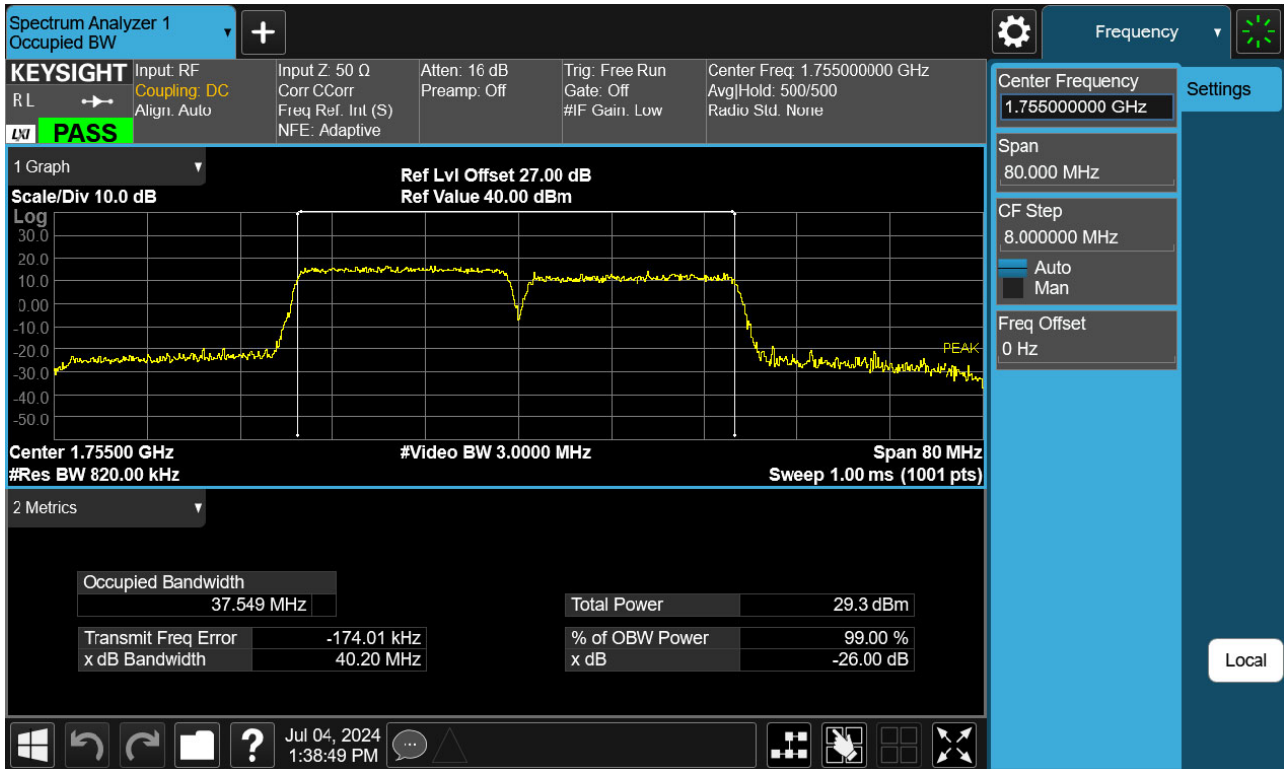 Spectrum Analyzer 1
Occupied BW
Frequency
KEYSIGHT
R L
LXI
PASS
Input: RF
Coupling: DC
Align: Auto
Input Z: 50 Ω
Corr CCorr
Freq Ref: Int (S)
NFE: Adaptive
Atten: 16 dB
Preamp: Off
Trig: Free Run
Gate: Off
#IF Gain: Low
Center Freq: 1.755000000 GHz
Avg|Hold: 500/500
Radio Std: None
Center Frequency
1.755000000 GHz
Settings
Span
80.000 MHz
CF Step
8.000000 MHz
Auto
Man
Freq Offset
0 Hz
1 Graph
Ref Lvl Offset 27.00 dB
Scale/Div 10.0 dB
Ref Value 40.00 dBm
Log
30.0
20.0
10.0
0.00
-10.0
-20.0
-30.0
-40.0
-50.0
PEAK
Center 1.75500 GHz
#Video BW 3.0000 MHz
Span 80 MHz
#Res BW 820.00 kHz
Sweep 1.00 ms (1001 pts)
2 Metrics
Occupied Bandwidth
37.549 MHz
Total Power 29.3 dBm
Transmit Freq Error -174.01 kHz
% of OBW Power 99.00 %
x dB Bandwidth 40.20 MHz
x dB -26.00 dB
Local
?
Jul 04, 2024
1:38:49 PM